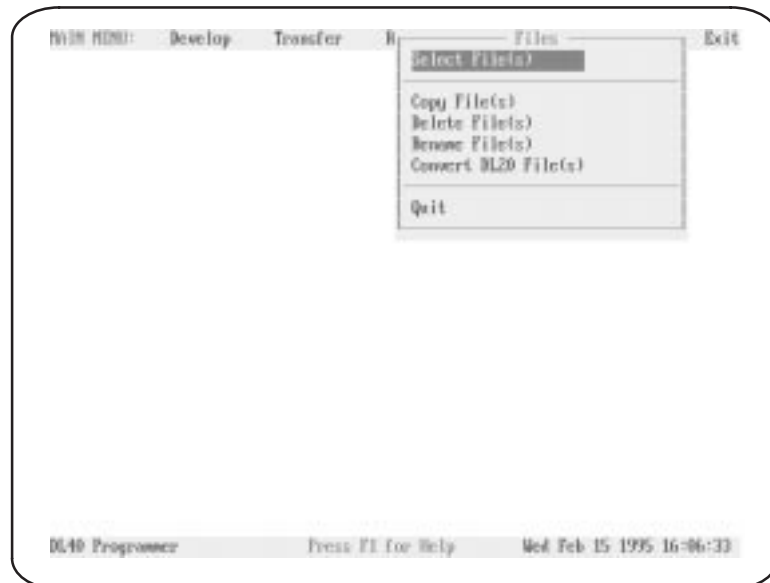 MAIN MENU: Develop Transfer R Files Exit
Select File(s)
Copy File(s)
Delete File(s)
Rename File(s)
Convert DL20 File(s)
Quit
DL40 Programmer Press F1 for Help Wed Feb 15 1995 16:06:33